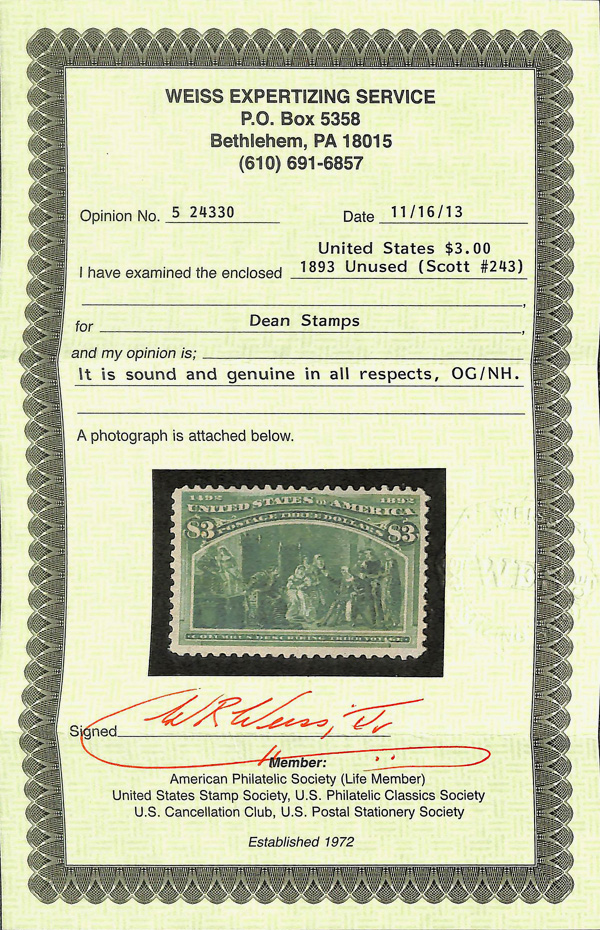 WEISS EXPERTIZING SERVICE
P.O. Box 5358
Bethlehem, PA 18015
(610) 691-6857
Opinion No. 5 24330 Date 11/16/13
United States $3.00
I have examined the enclosed 1893 Unused (Scott #243)
,
for Dean Stamps,
and my opinion is;
It is sound and genuine in all respects, OG/NH.
A photograph is attached below.
1492 1892
UNITED STATES OF AMERICA
$3 POSTAGE THREE DOLLARS $3
COLUMBUS DESCRIBING THIRD VOYAGE
Signed W R Weiss, Jr
Member:
American Philatelic Society (Life Member)
United States Stamp Society, U.S. Philatelic Classics Society
U.S. Cancellation Club, U.S. Postal Stationery Society
Established 1972